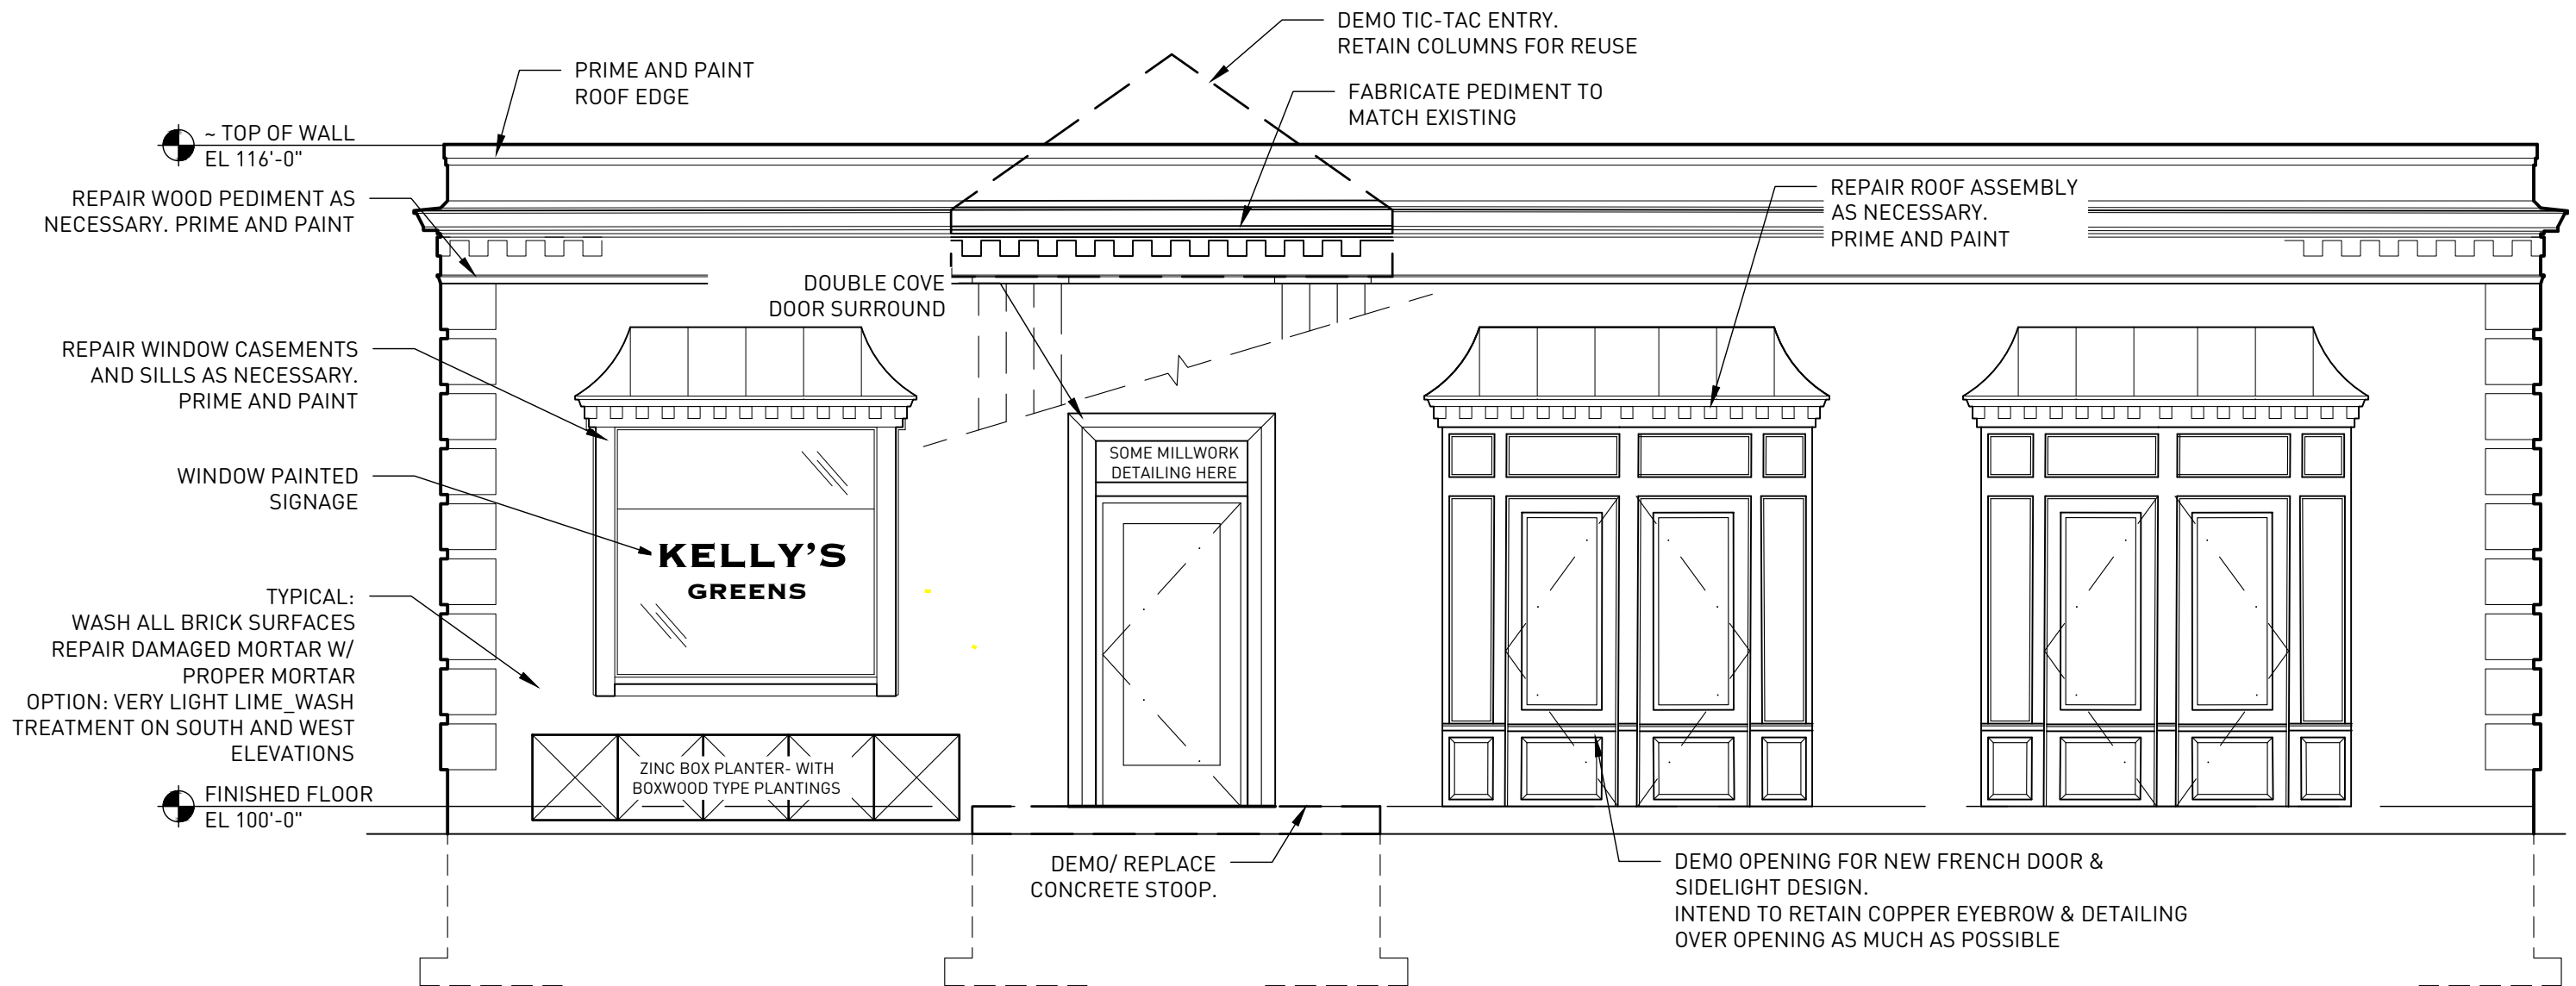 DEMO TIC-TAC ENTRY.
RETAIN COLUMNS FOR REUSE
PRIME AND PAINT
ROOF EDGE
FABRICATE PEDIMENT TO
MATCH EXISTING
~ TOP OF WALL
EL 116'-0"
REPAIR WOOD PEDIMENT AS
NECESSARY. PRIME AND PAINT
REPAIR ROOF ASSEMBLY
AS NECESSARY.
PRIME AND PAINT
DOUBLE COVE
DOOR SURROUND
REPAIR WINDOW CASEMENTS
AND SILLS AS NECESSARY.
PRIME AND PAINT
SOME MILLWORK
DETAILING HERE
WINDOW PAINTED
SIGNAGE
KELLY'S
GREENS
TYPICAL:
WASH ALL BRICK SURFACES
REPAIR DAMAGED MORTAR W/
PROPER MORTAR
OPTION: VERY LIGHT LIME_WASH
TREATMENT ON SOUTH AND WEST
ELEVATIONS
ZINC BOX PLANTER- WITH
BOXWOOD TYPE PLANTINGS
FINISHED FLOOR
EL 100'-0"
DEMO/ REPLACE
CONCRETE STOOP.
DEMO OPENING FOR NEW FRENCH DOOR &
SIDELIGHT DESIGN.
INTEND TO RETAIN COPPER EYEBROW & DETAILING
OVER OPENING AS MUCH AS POSSIBLE